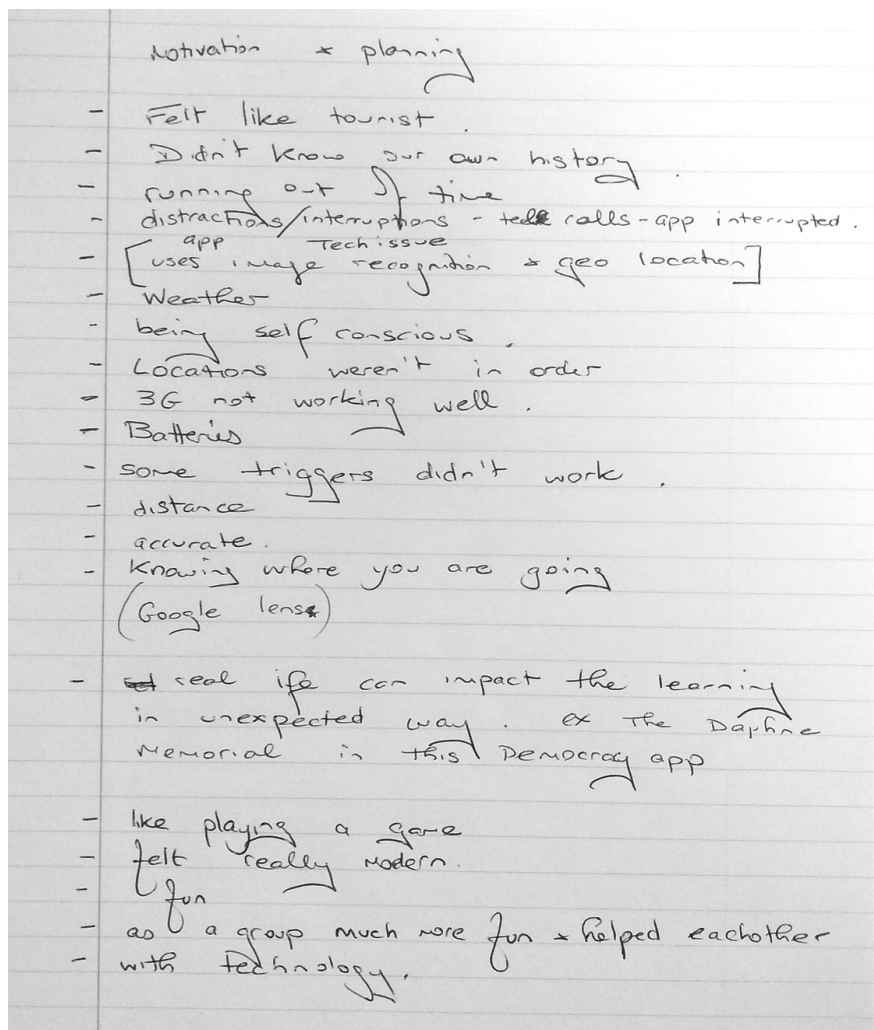 Motivation & planning
- Felt like tourist.
- Didn't know our own history.
- running out of time
- distractions/interruptions - calls - app interrupted.
app Tech issue
- [uses image recognition & geo location]
- Weather
- being self conscious.
- Locations weren't in order
- 3G not working well.
- Batteries
- some triggers didn't work.
- distance
- accurate.
- Knowing where you are going
(Google lens)
- real ife can impact the learning
in unexpected way. ex The Daphne
Memorial in this Democracy app
- like playing a game
- felt really modern.
- fun
- as a group much more fun & helped eachother
- with technology.